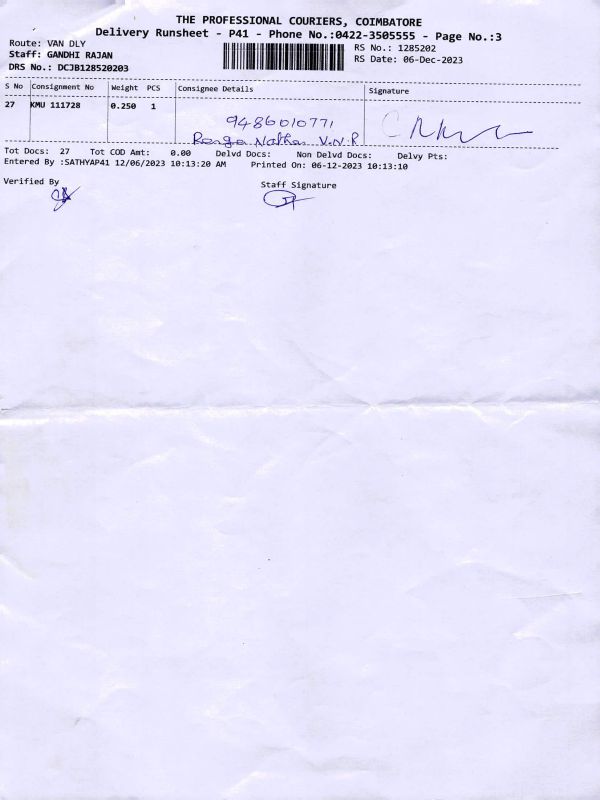 THE PROFESSIONAL COURIERS, COIMBATORE
Delivery Runsheet - P41 - Phone No.:0422-3505555 - Page No.:3
Route: VAN DLY
Staff: GANDHI RAJAN
DRS No.: DCJB128520203
RS No.: 1285202
RS Date: 06-Dec-2023
S No Consignment No Weight PCS Consignee Details Signature
27 KMU 111728 0.250 1
9486010771
Renga Nathan V.N.R
Tot Docs: 27 Tot COD Amt: 0.00 Delvd Docs: Non Delvd Docs: Delvy Pts:
Entered By :SATHYAP41 12/06/2023 10:13:20 AM Printed On: 06-12-2023 10:13:10
Verified By
Staff Signature